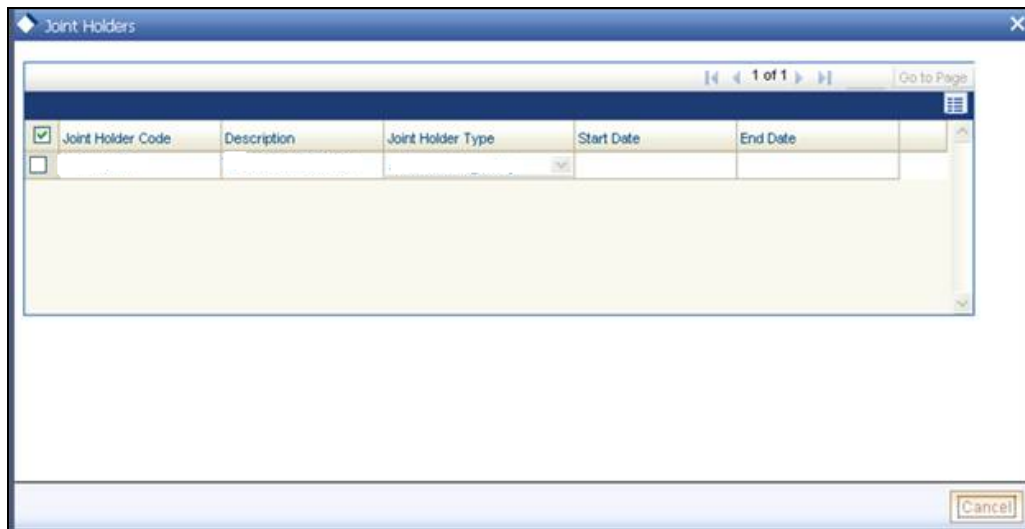 Joint Holders
1 of 1 Go to Page
Joint Holder Code Description Joint Holder Type Start Date End Date
Cancel